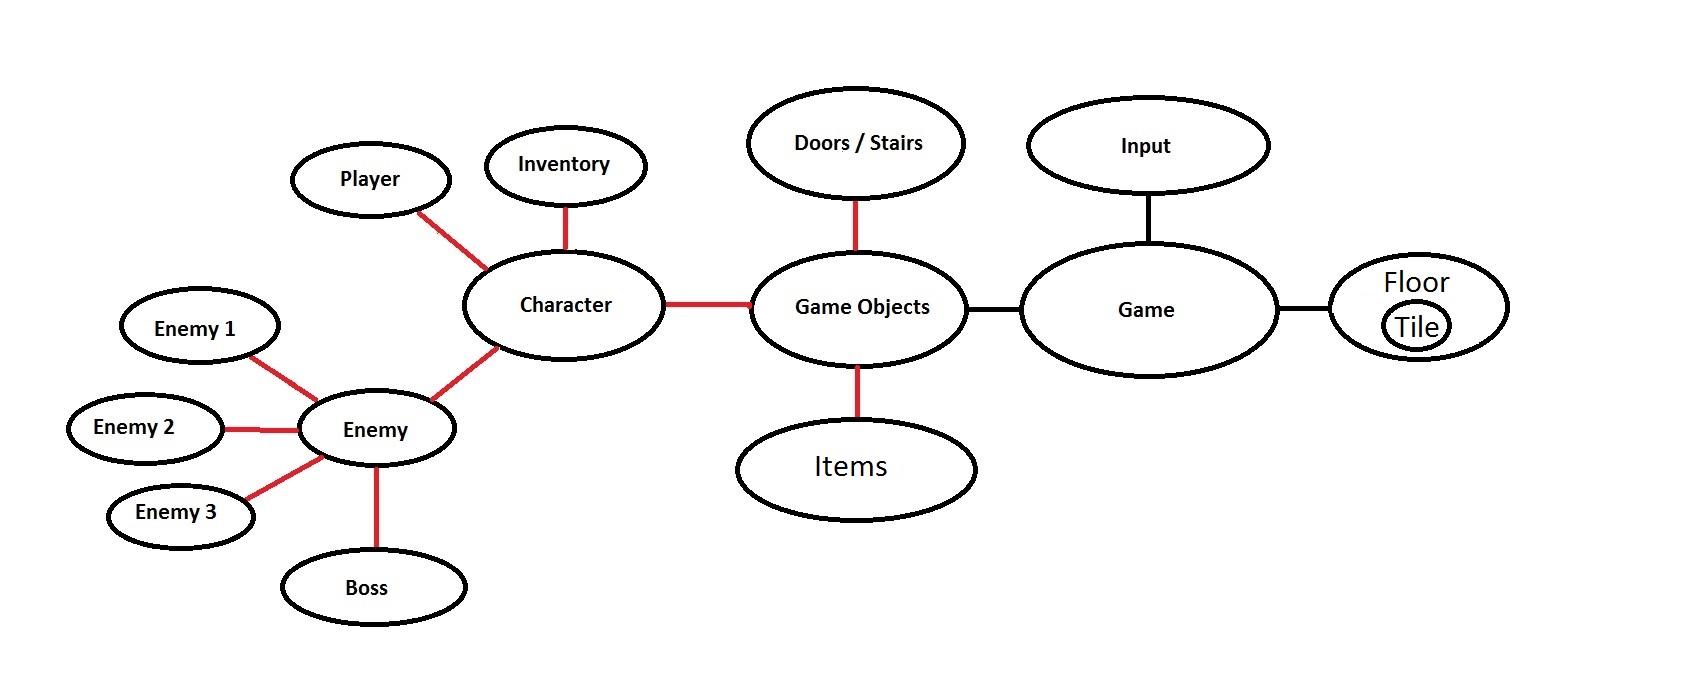 Doors / Stairs
Input
Inventory
Player
Floor
Tile
Character
Game Objects
Game
Enemy 1
Enemy 2
Enemy
Items
Enemy 3
Boss